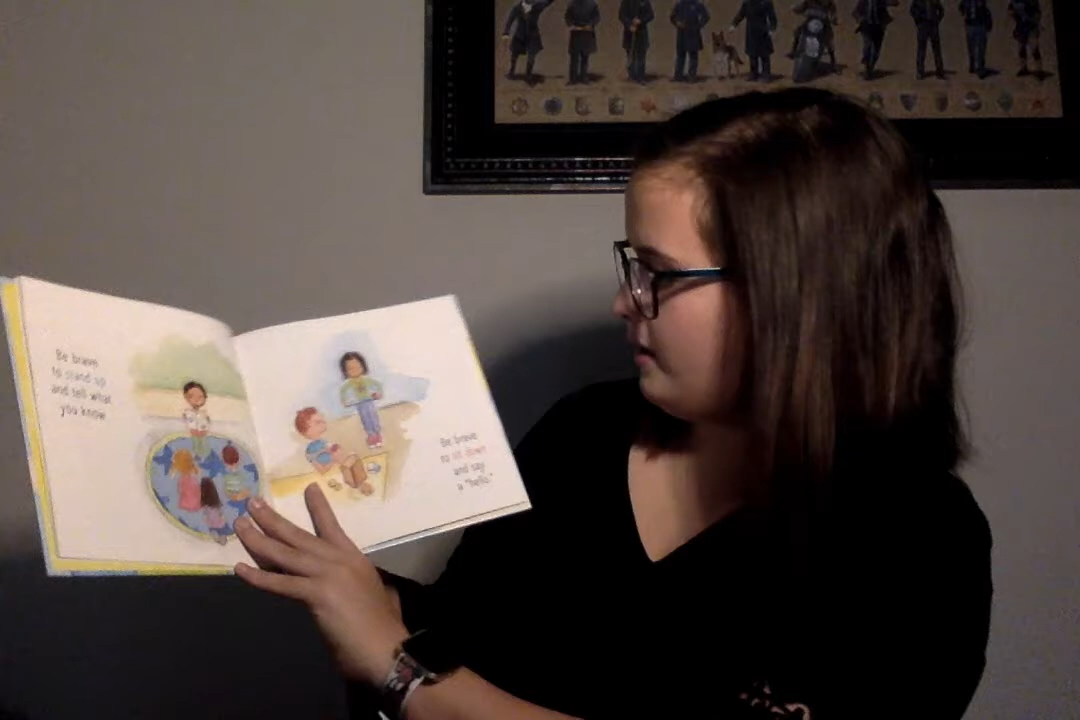 Be brave
to stand up
and tell what
you know
Be brave
to sit down
and say
a "hello."